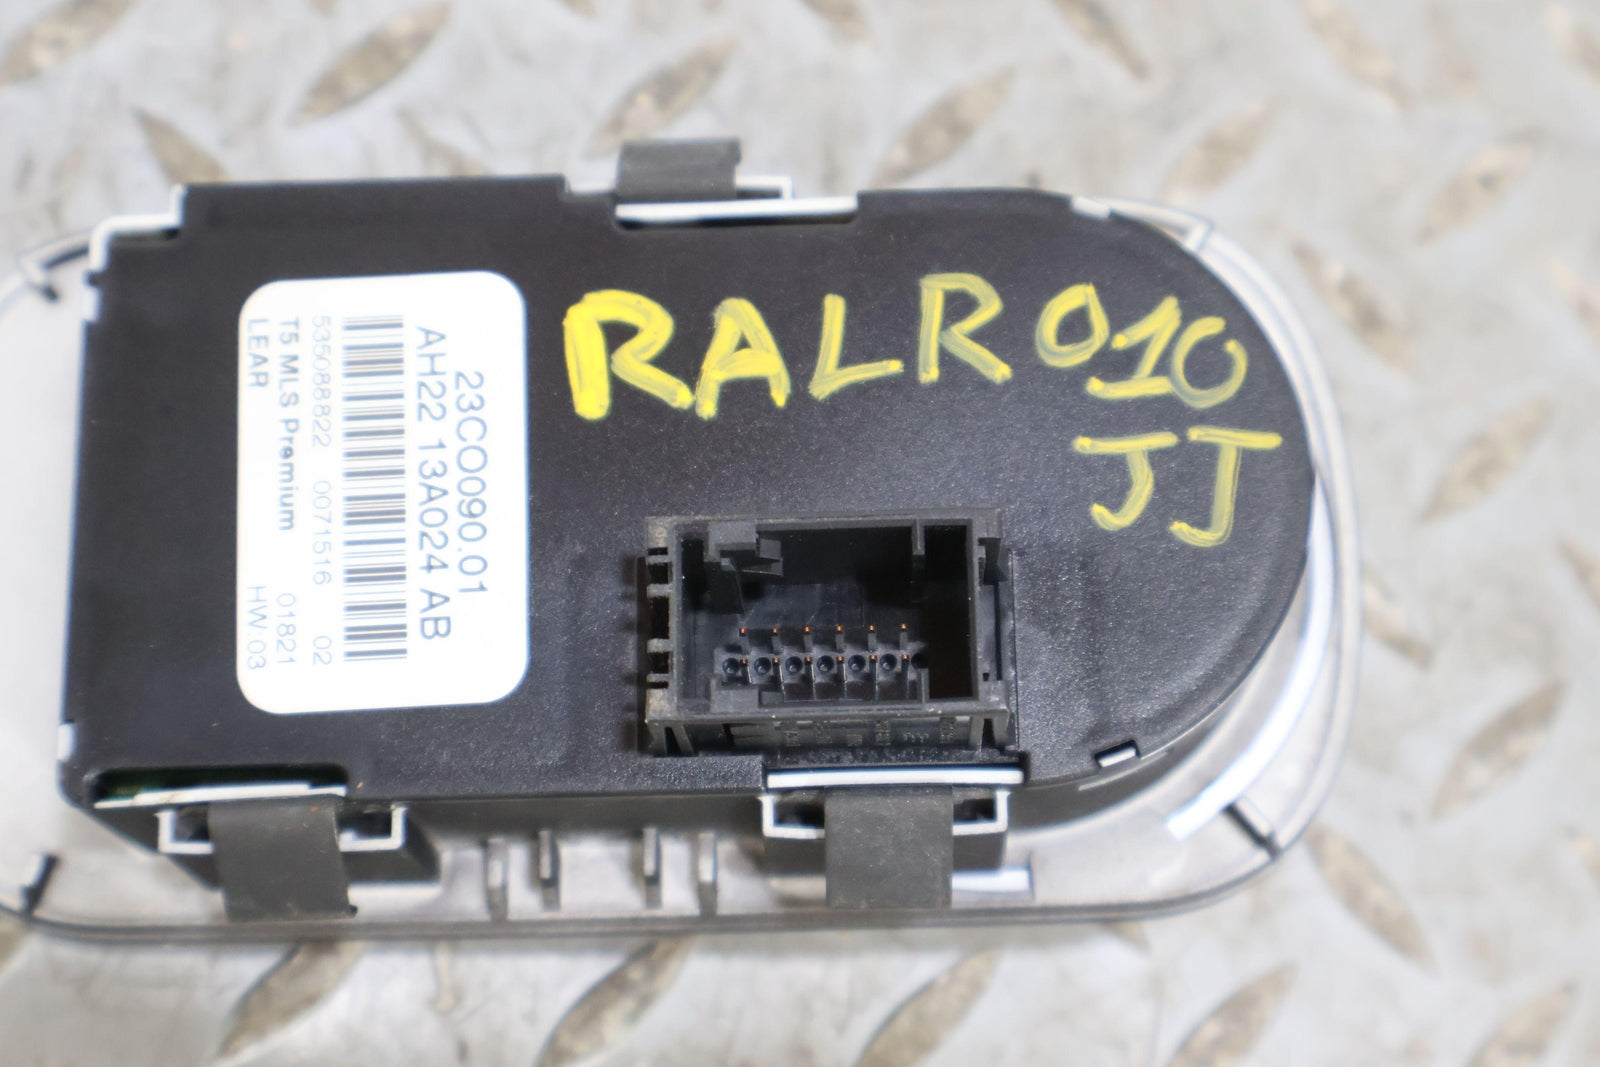 23C0090.01
AH22 13A024 AB
535088822 0071516 02
T5 MLS Premium 01821
LEAR HW:03
RALR010
JJ